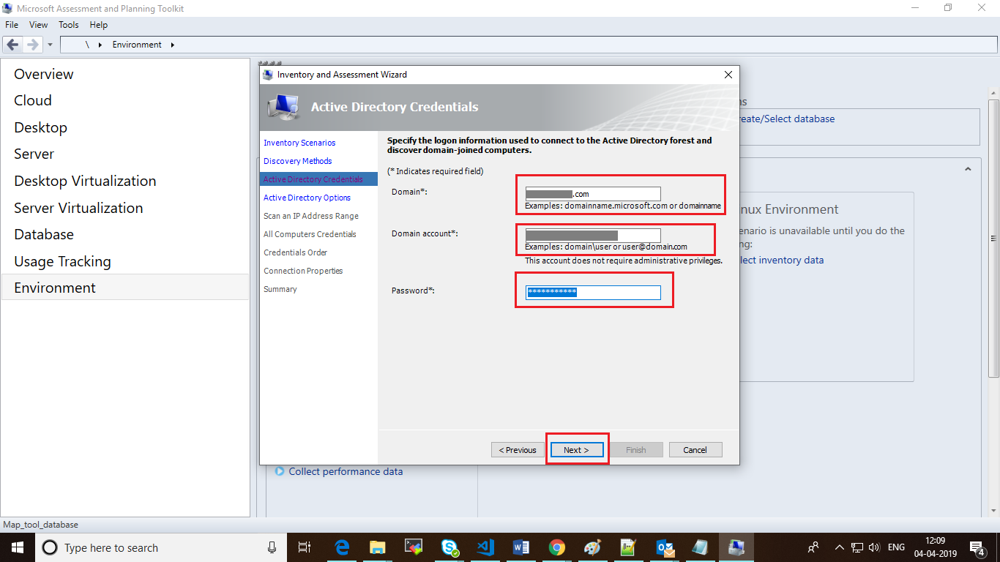 Microsoft Assessment and Planning Toolkit
File View Tools Help
\ Environment
Overview
Cloud
Desktop
Server
Desktop Virtualization
Server Virtualization
Database
Usage Tracking
Environment
Inventory and Assessment Wizard
Active Directory Credentials
Inventory Scenarios
Discovery Methods
Active Directory Credentials
Active Directory Options
Scan an IP Address Range
All Computers Credentials
Credentials Order
Connection Properties
Summary
Specify the logon information used to connect to the Active Directory forest and
discover domain-joined computers.
(* Indicates required field)
Domain*:
.com
Examples: domainname.microsoft.com or domainname
Domain account*:
Examples: domain\user or user@domain.com
This account does not require administrative privileges.
Password*:
***********
< Previous Next > Finish Cancel
ns
reate/Select database
nux Environment
enario is unavailable until you do the
ng:
lect inventory data
Collect performance data
Map_tool_database
Type here to search
ENG
12:09
04-04-2019
4